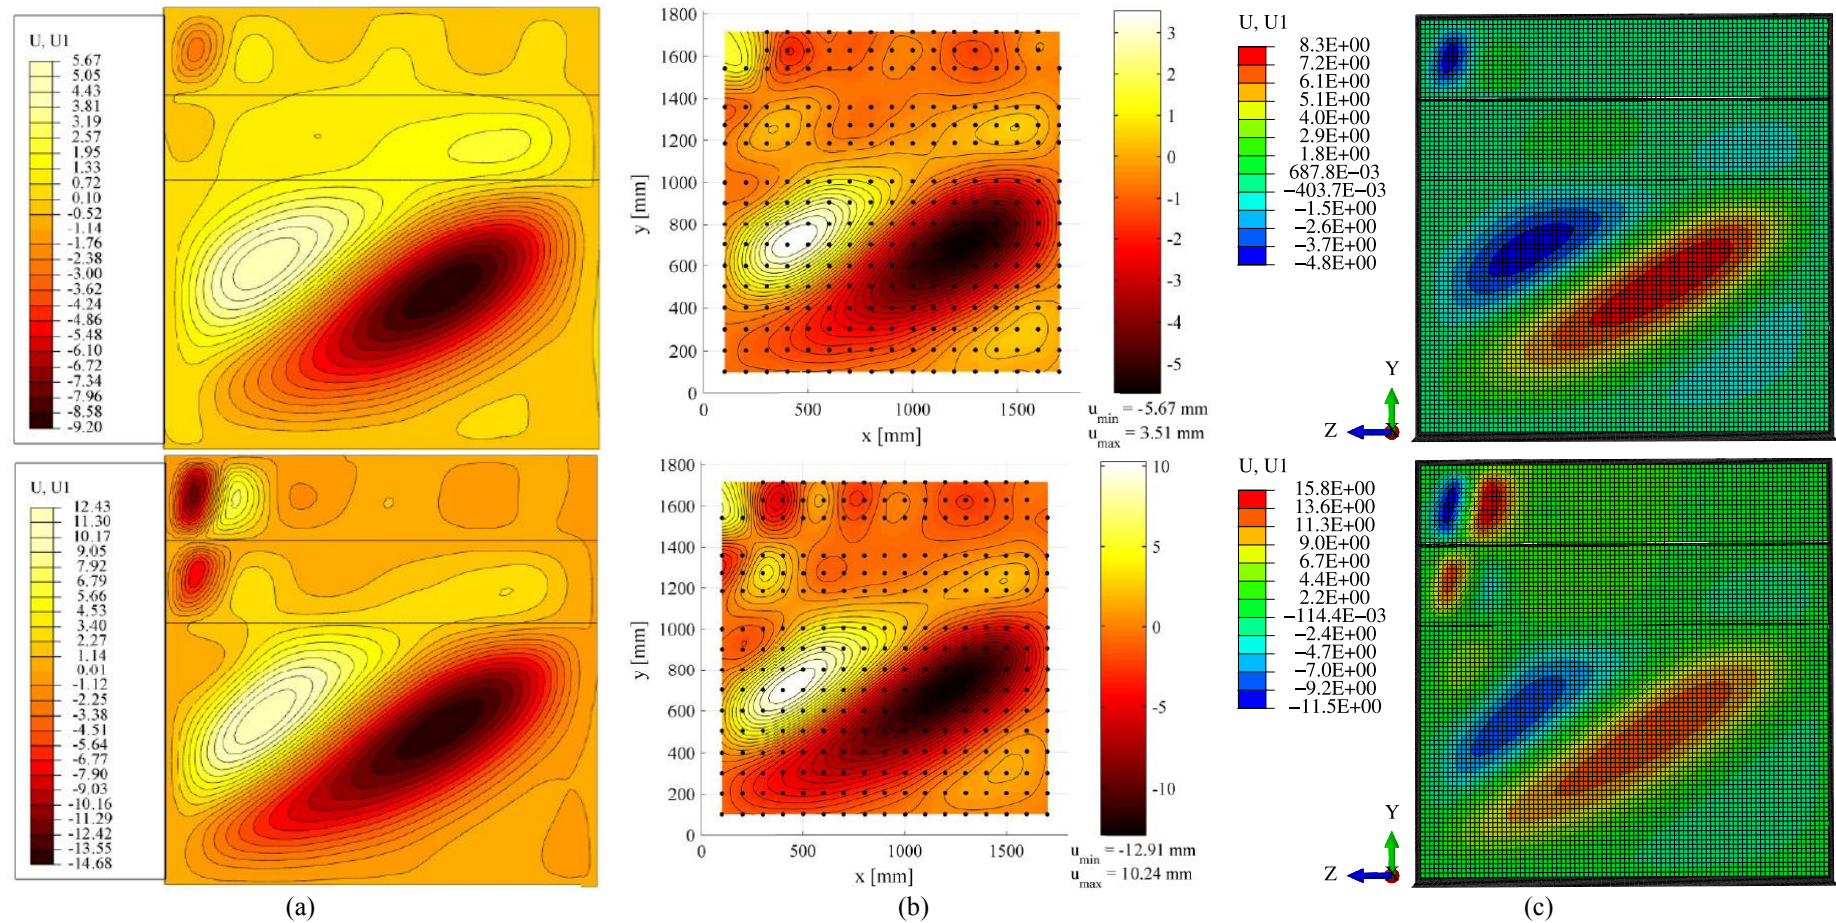 U, U1
5.67
5.05
4.43
3.81
3.19
2.57
1.95
1.33
0.72
0.10
-0.52
-1.14
-1.76
-2.38
-3.00
-3.62
-4.24
-4.86
-5.48
-6.10
-6.72
-7.34
-7.96
-8.58
-9.20
1800
1600
1400
1200
1000
800
600
400
200
0
y [mm]
0 500 1000 1500
x [mm]
3
2
1
0
-1
-2
-3
-4
-5
u min = -5.67 mm
u max = 3.51 mm
U, U1
8.3E+00
7.2E+00
6.1E+00
5.1E+00
4.0E+00
2.9E+00
1.8E+00
687.8E−03
−403.7E−03
−1.5E+00
−2.6E+00
−3.7E+00
−4.8E+00
Y
Z X
U, U1
12.43
11.30
10.17
9.05
7.92
6.79
5.66
4.53
3.40
2.27
1.14
0.01
-1.12
-2.25
-3.38
-4.51
-5.64
-6.77
-7.90
-9.03
-10.16
-11.29
-12.42
-13.55
-14.68
1800
1600
1400
1200
1000
800
600
400
200
0
y [mm]
0 500 1000 1500
x [mm]
10
5
0
-5
-10
u min = -12.91 mm
u max = 10.24 mm
U, U1
15.8E+00
13.6E+00
11.3E+00
9.0E+00
6.7E+00
4.4E+00
2.2E+00
−114.4E−03
−2.4E+00
−4.7E+00
−7.0E+00
−9.2E+00
−11.5E+00
Y
Z X
(a) (b) (c)